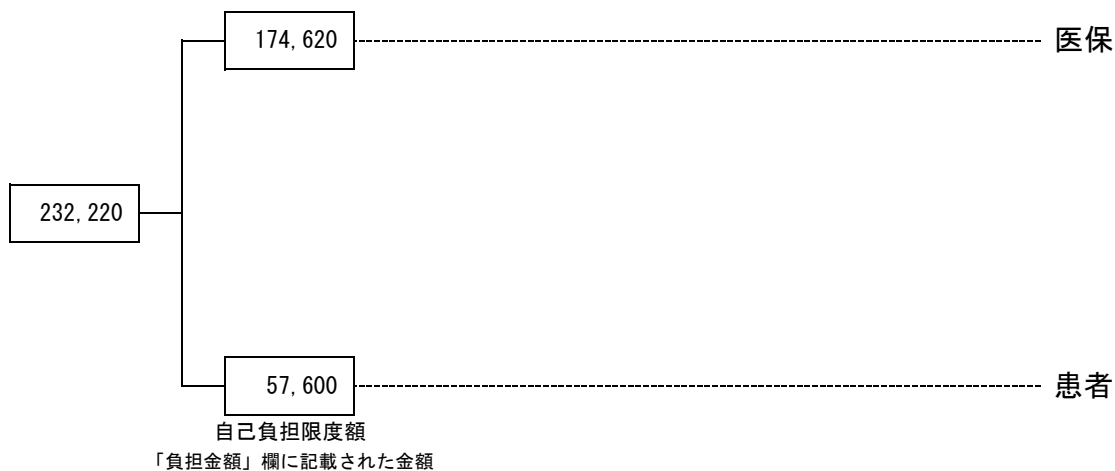 174,620
医保
232,220
57,600
患者
自己負担限度額
「負担金額」欄に記載された金額